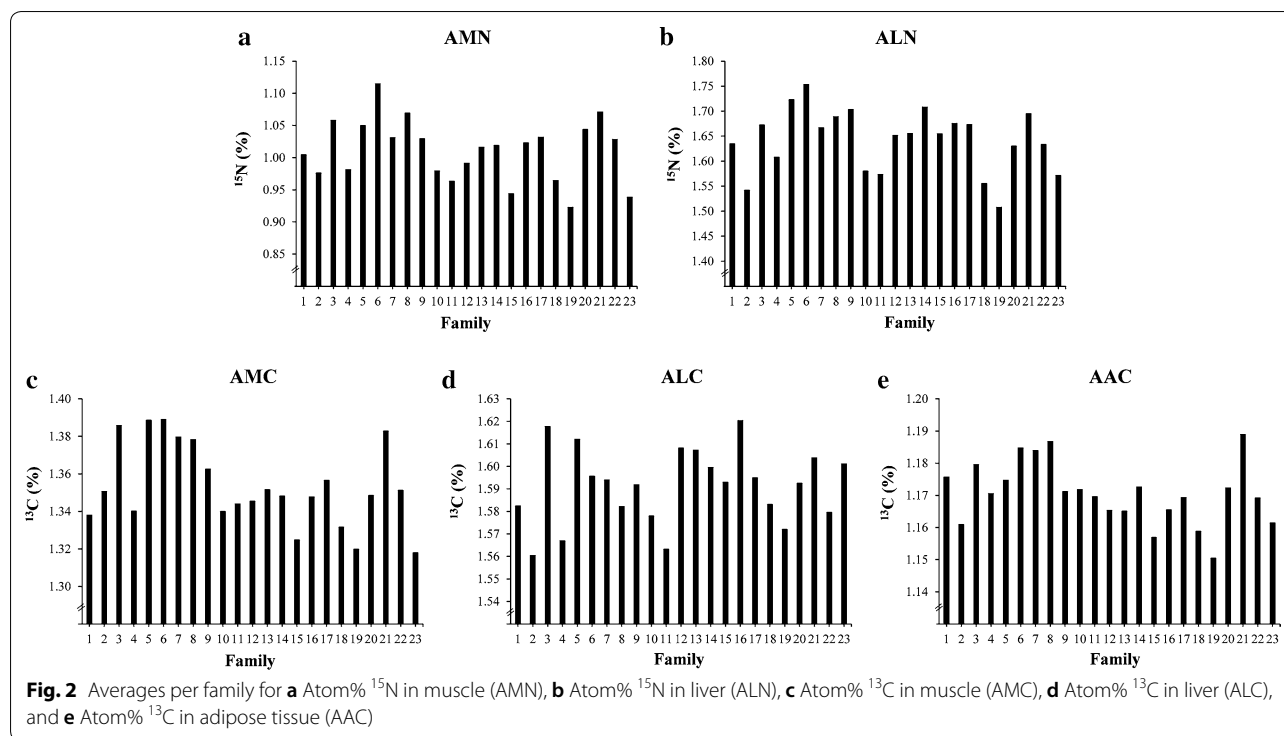 a AMN
¹⁵N (%)
1.15
1.10
1.05
1.00
0.95
0.90
0.85
1 2 3 4 5 6 7 8 9 10 11 12 13 14 15 16 17 18 19 20 21 22 23
Family
b ALN
¹⁵N (%)
1.80
1.75
1.70
1.65
1.60
1.55
1.50
1.45
1.40
1 2 3 4 5 6 7 8 9 10 11 12 13 14 15 16 17 18 19 20 21 22 23
Family
c AMC
¹³C (%)
1.40
1.38
1.36
1.34
1.32
1.30
1 2 3 4 5 6 7 8 9 10 11 12 13 14 15 16 17 18 19 20 21 22 23
Family
d ALC
¹³C (%)
1.63
1.62
1.61
1.60
1.59
1.58
1.57
1.56
1.55
1.54
1 2 3 4 5 6 7 8 9 10 11 12 13 14 15 16 17 18 19 20 21 22 23
Family
e AAC
¹³C (%)
1.20
1.19
1.18
1.17
1.16
1.15
1.14
1 2 3 4 5 6 7 8 9 10 11 12 13 14 15 16 17 18 19 20 21 22 23
Family
Fig. 2 Averages per family for a Atom% ¹⁵N in muscle (AMN), b Atom% ¹⁵N in liver (ALN), c Atom% ¹³C in muscle (AMC), d Atom% ¹³C in liver (ALC),
and e Atom% ¹³C in adipose tissue (AAC)